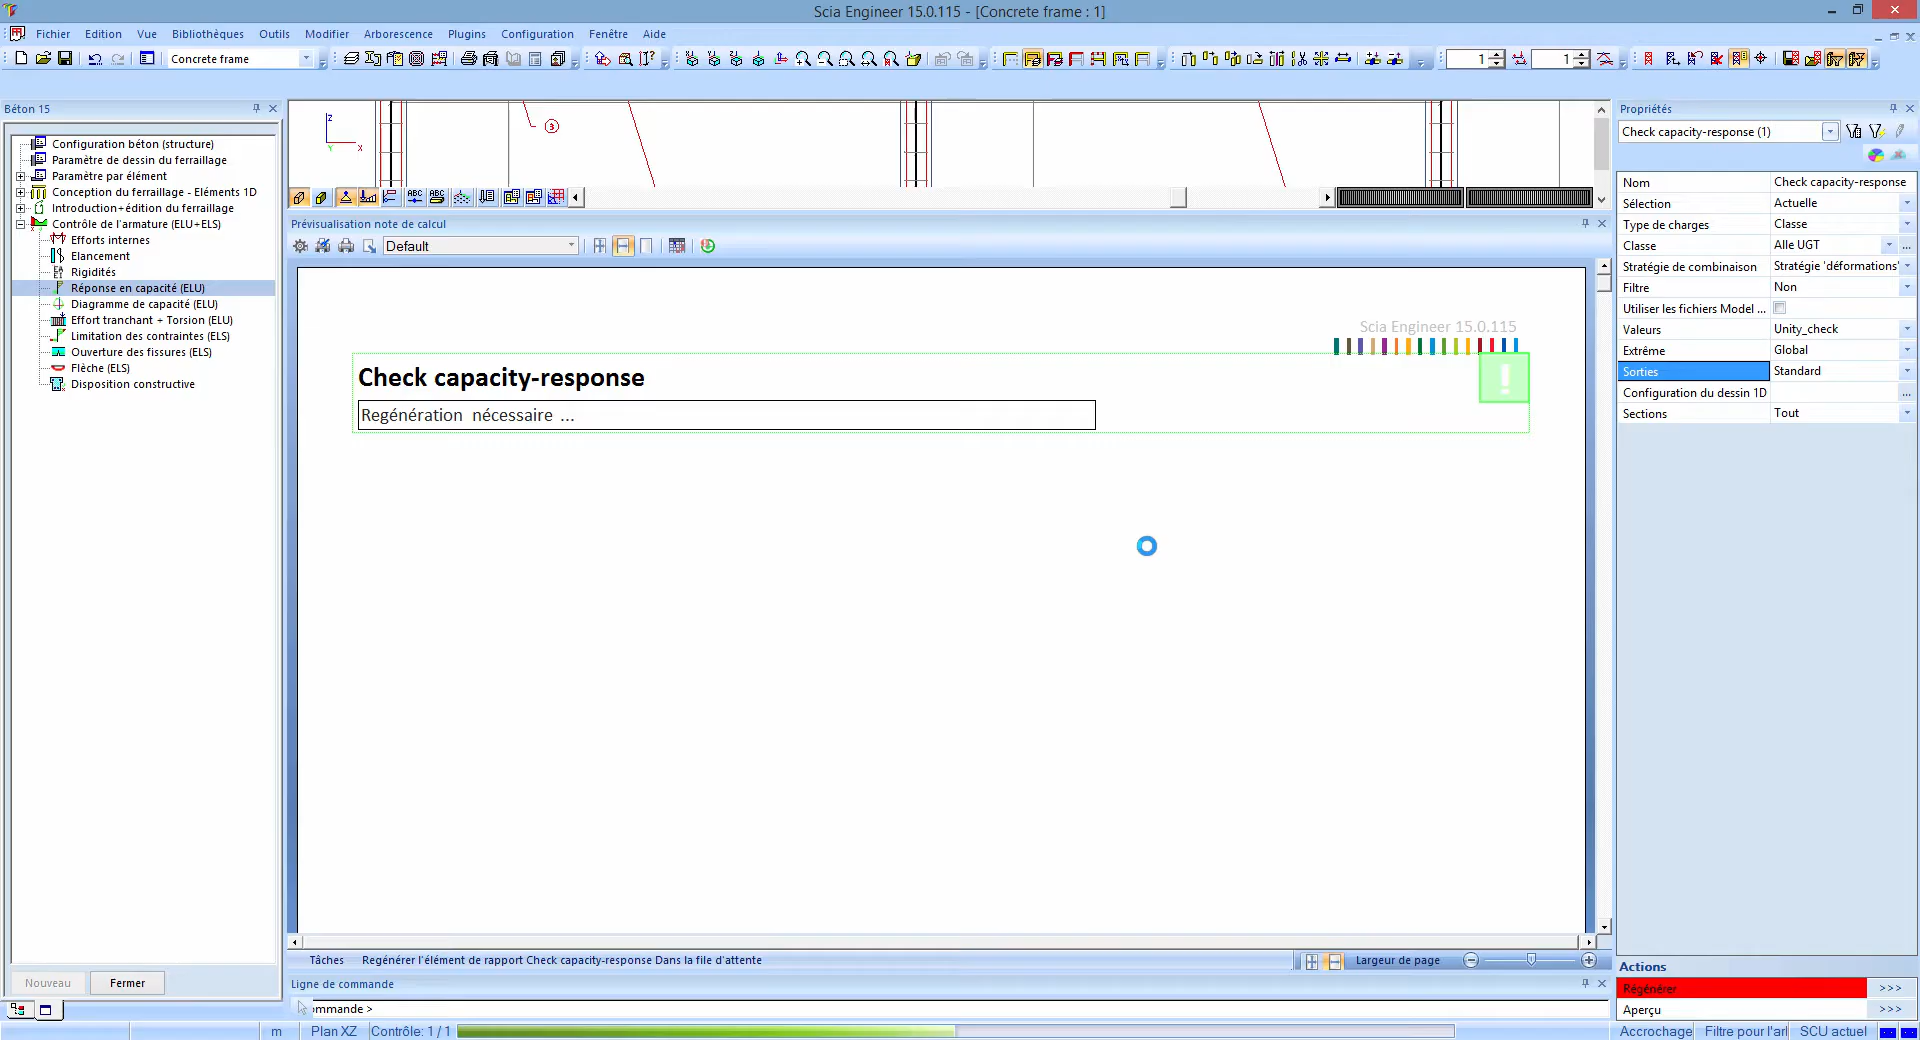 Scia Engineer 15.0.115 - [Concrete frame : 1]
Fichier Edition Vue Bibliothèques Outils Modifier Arborescence Plugins Configuration Fenêtre Aide
Concrete frame
1
1
Béton 15
Configuration béton (structure)
Paramètre de dessin du ferraillage
Paramètre par élément
Conception du ferraillage - Eléments 1D
Introduction+édition du ferraillage
Contrôle de l'armature (ELU+ELS)
Efforts internes
Elancement
Rigidités
Réponse en capacité (ELU)
Diagramme de capacité (ELU)
Effort tranchant + Torsion (ELU)
Limitation des contraintes (ELS)
Ouverture des fissures (ELS)
Flèche (ELS)
Disposition constructive
Nouveau
Fermer
Z
X
Y
3
ABC
ABC
Prévisualisation note de calcul
Default
Scia Engineer 15.0.115
Check capacity-response
Regénération nécessaire ...
!
Tâches Regénérer l'élément de rapport Check capacity-response Dans la file d'attente
Largeur de page
Ligne de commande
ommande >
m
Plan XZ
Contrôle: 1 / 1
Propriétés
Check capacity-response (1)
Nom Check capacity-response
Sélection Actuelle
Type de charges Classe
Classe Alle UGT ...
Stratégie de combinaison Stratégie 'déformations'
Filtre Non
Utiliser les fichiers Model ...
Valeurs Unity_check
Extrême Global
Sorties Standard
Configuration du dessin 1D ...
Sections Tout
Actions
Régénérer >>>
Aperçu >>>
Accrochage
Filtre pour l'arl
SCU actuel